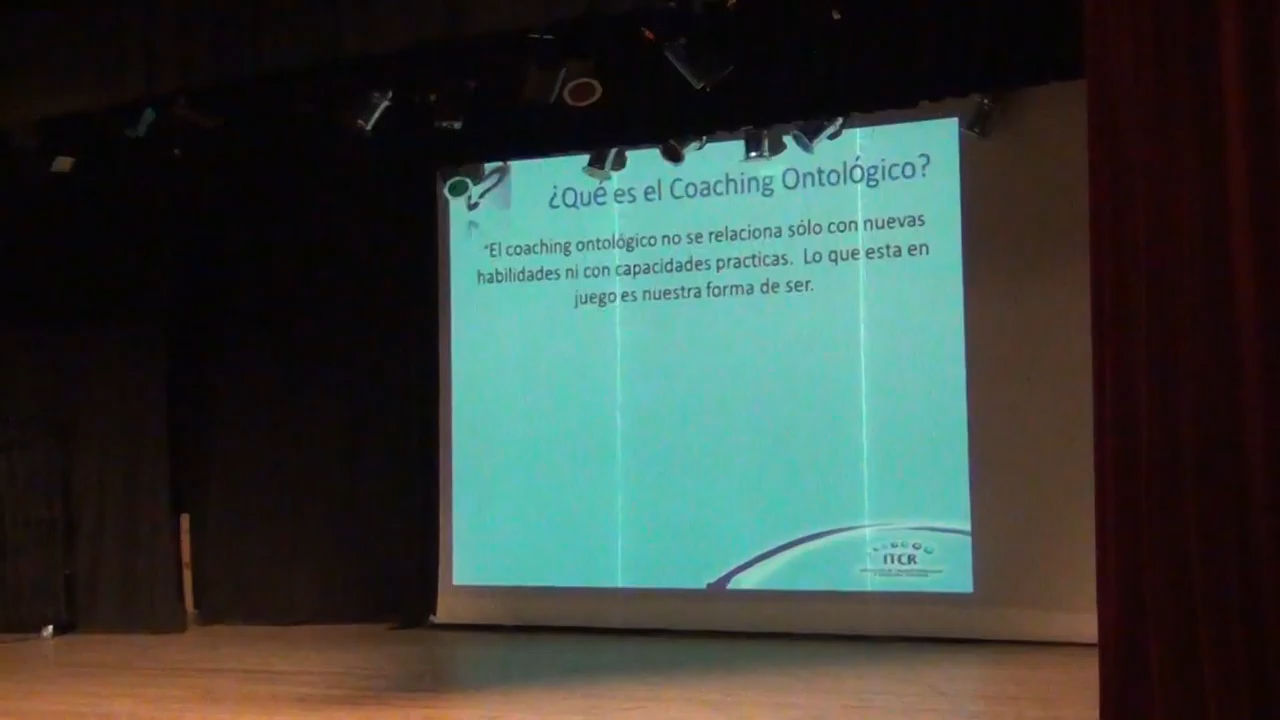 ¿Qué es el Coaching Ontológico?
"El coaching ontológico no se relaciona sólo con nuevas
habilidades ni con capacidades practicas. Lo que esta en
juego es nuestra forma de ser.
ITCR